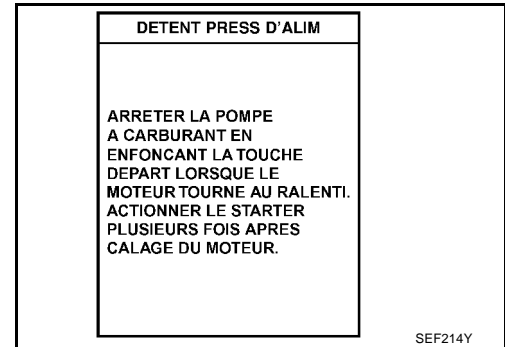 DETENT PRESS D'ALIM
ARRETER LA POMPE
A CARBURANT EN
ENFONCANT LA TOUCHE
DEPART LORSQUE LE
MOTEUR TOURNE AU RALENTI.
ACTIONNER LE STARTER
PLUSIEURS FOIS APRES
CALAGE DU MOTEUR.
SEF214Y